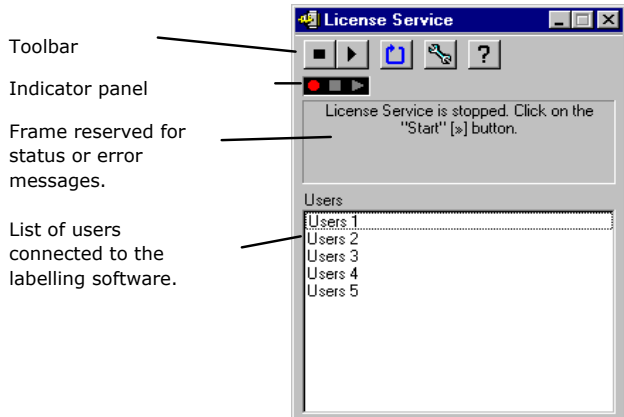 License Service
Toolbar
?
Indicator panel
License Service is stopped. Click on the
"Start" [»] button.
Frame reserved for
status or error
messages.
Users
List of users
connected to the
labelling software.
Users 1
Users 2
Users 3
Users 4
Users 5